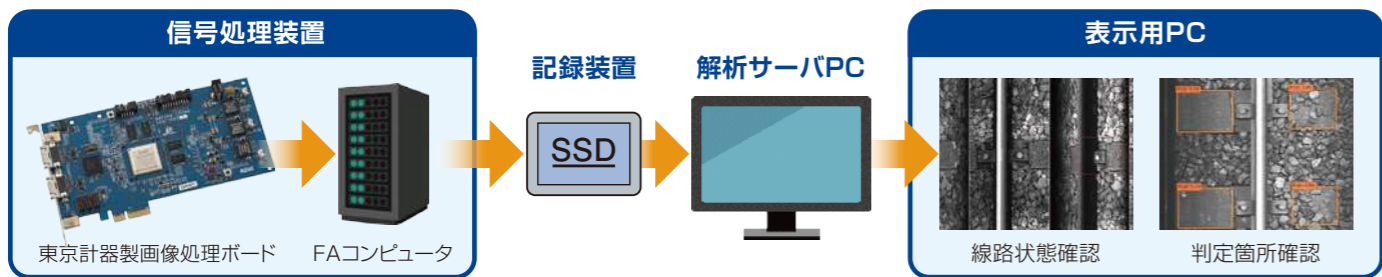 信号処理装置
東京計器製画像処理ボード
FAコンピュータ
記録装置
SSD
解析サーバPC
表示用PC
線路状態確認
判定箇所確認